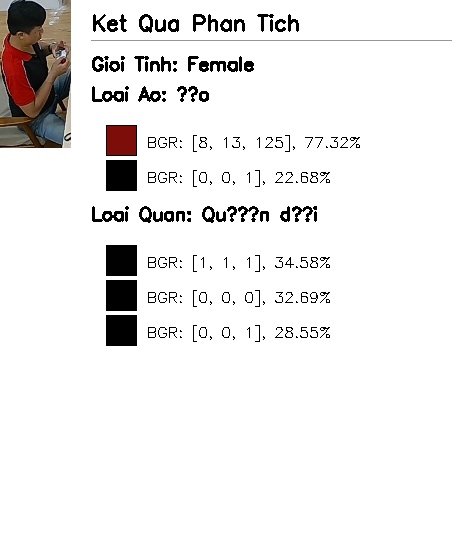 Ket Qua Phan Tich
Gioi Tinh: Female
Loai Ao: ??o
BGR: [8, 13, 125], 77.32%
BGR: [0, 0, 1], 22.68%
Loai Quan: Qu???n d??i
BGR: [1, 1, 1], 34.58%
BGR: [0, 0, 0], 32.69%
BGR: [0, 0, 1], 28.55%